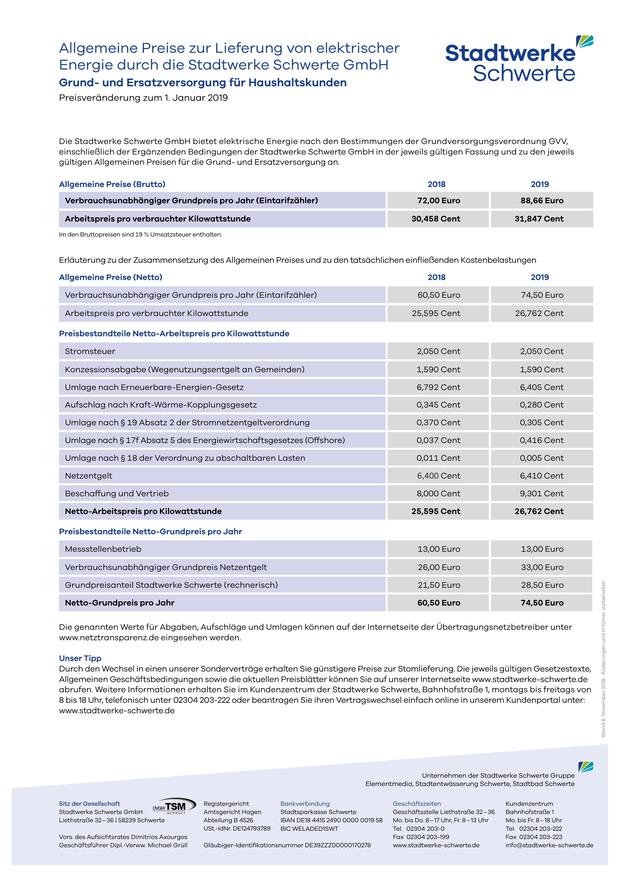 Allgemeine Preise zur Lieferung von elektrischer
Energie durch die Stadtwerke Schwerte GmbH
Grund- und Ersatzversorgung für Haushaltskunden
Preisveränderung zum 1. Januar 2019
Stadtwerke
Schwerte
Die Stadtwerke Schwerte GmbH bietet elektrische Energie nach den Bestimmungen der Grundversorgungsverordnung GVV,
einschließlich der Ergänzenden Bedingungen der Stadtwerke Schwerte GmbH in der jeweils gültigen Fassung und zu den jeweils
gültigen Allgemeinen Preisen für die Grund- und Ersatzversorgung an.
Allgemeine Preise (Brutto) 2018 2019
Verbrauchsunabhängiger Grundpreis pro Jahr (Eintarifzähler) 72,00 Euro 88,66 Euro
Arbeitspreis pro verbrauchter Kilowattstunde 30,458 Cent 31,847 Cent
Im den Bruttopreisen sind 19 % Umsatzsteuer enthalten.
Erläuterung zu der Zusammensetzung des Allgemeinen Preises und zu den tatsächlichen einfließenden Kostenbelastungen
Allgemeine Preise (Netto) 2018 2019
Verbrauchsunabhängiger Grundpreis pro Jahr (Eintarifzähler) 60,50 Euro 74,50 Euro
Arbeitspreis pro verbrauchter Kilowattstunde 25,595 Cent 26,762 Cent
Preisbestandteile Netto-Arbeitspreis pro Kilowattstunde
Stromsteuer 2,050 Cent 2,050 Cent
Konzessionsabgabe (Wegenutzungsentgelt an Gemeinden) 1,590 Cent 1,590 Cent
Umlage nach Erneuerbare-Energien-Gesetz 6,792 Cent 6,405 Cent
Aufschlag nach Kraft-Wärme-Kopplungsgesetz 0,345 Cent 0,280 Cent
Umlage nach § 19 Absatz 2 der Stromnetzentgeltverordnung 0,370 Cent 0,305 Cent
Umlage nach § 17f Absatz 5 des Energiewirtschaftsgesetzes (Offshore) 0,037 Cent 0,416 Cent
Umlage nach § 18 der Verordnung zu abschaltbaren Lasten 0,011 Cent 0,005 Cent
Netzentgelt 6,400 Cent 6,410 Cent
Beschaffung und Vertrieb 8,000 Cent 9,301 Cent
Netto-Arbeitspreis pro Kilowattstunde 25,595 Cent 26,762 Cent
Preisbestandteile Netto-Grundpreis pro Jahr
Messstellenbetrieb 13,00 Euro 13,00 Euro
Verbrauchsunabhängiger Grundpreis Netzentgelt 26,00 Euro 33,00 Euro
Grundpreisanteil Stadtwerke Schwerte (rechnerisch) 21,50 Euro 28,50 Euro
Netto-Grundpreis pro Jahr 60,50 Euro 74,50 Euro
Die genannten Werte für Abgaben, Aufschläge und Umlagen können auf der Internetseite der Übertragungsnetzbetreiber unter
www.netztransparenz.de eingesehen werden.
Unser Tipp
Durch den Wechsel in einen unserer Sonderverträge erhalten Sie günstigere Preise zur Stomlieferung. Die jeweils gültigen Gesetzestexte,
Allgemeinen Geschäftsbedingungen sowie die aktuellen Preisblätter können Sie auf unserer Internetseite www.stadtwerke-schwerte.de
abrufen. Weitere Informationen erhalten Sie im Kundenzentrum der Stadtwerke Schwerte, Bahnhofstraße 1, montags bis freitags von
8 bis 18 Uhr, telefonisch unter 02304 203-222 oder beantragen Sie ihren Vertragswechsel einfach online in unserem Kundenportal unter:
www.stadtwerke-schwerte.de
Stand 6. November 2018 Änderungen und Irrtümer vorbehalten
Unternehmen der Stadtwerke Schwerte Gruppe
Elementmedia, Stadtentwässerung Schwerte, Stadtbad Schwerte
Sitz der Gesellschaft
Stadtwerke Schwerte GmbH
Liethstraße 32–36 | 58239 Schwerte
Vors. des Aufsichtsrates Dimitrios Axourgos
Geschäftsführer Dipl.-Verww. Michael Grüll
TSM
Registergericht
Amtsgericht Hagen
Abteilung B 4526
USt.-IdNr. DE124793789
Gläubiger-Identifikationsnummer DE39ZZZ00000170278
Bankverbindung
Stadtsparkasse Schwerte
IBAN DE18 4415 2490 0000 0019 58
BIC WELADED1SWT
Geschäftszeiten
Geschäftsstelle Liethstraße 32–36
Mo. bis Do. 8–17 Uhr, Fr. 8–13 Uhr
Tel. 02304 203-0
Fax 02304 203-199
www.stadtwerke-schwerte.de
Kundenzentrum
Bahnhofstraße 1
Mo. bis Fr. 8–18 Uhr
Tel. 02304 203-222
Fax 02304 203-223
info@stadtwerke-schwerte.de